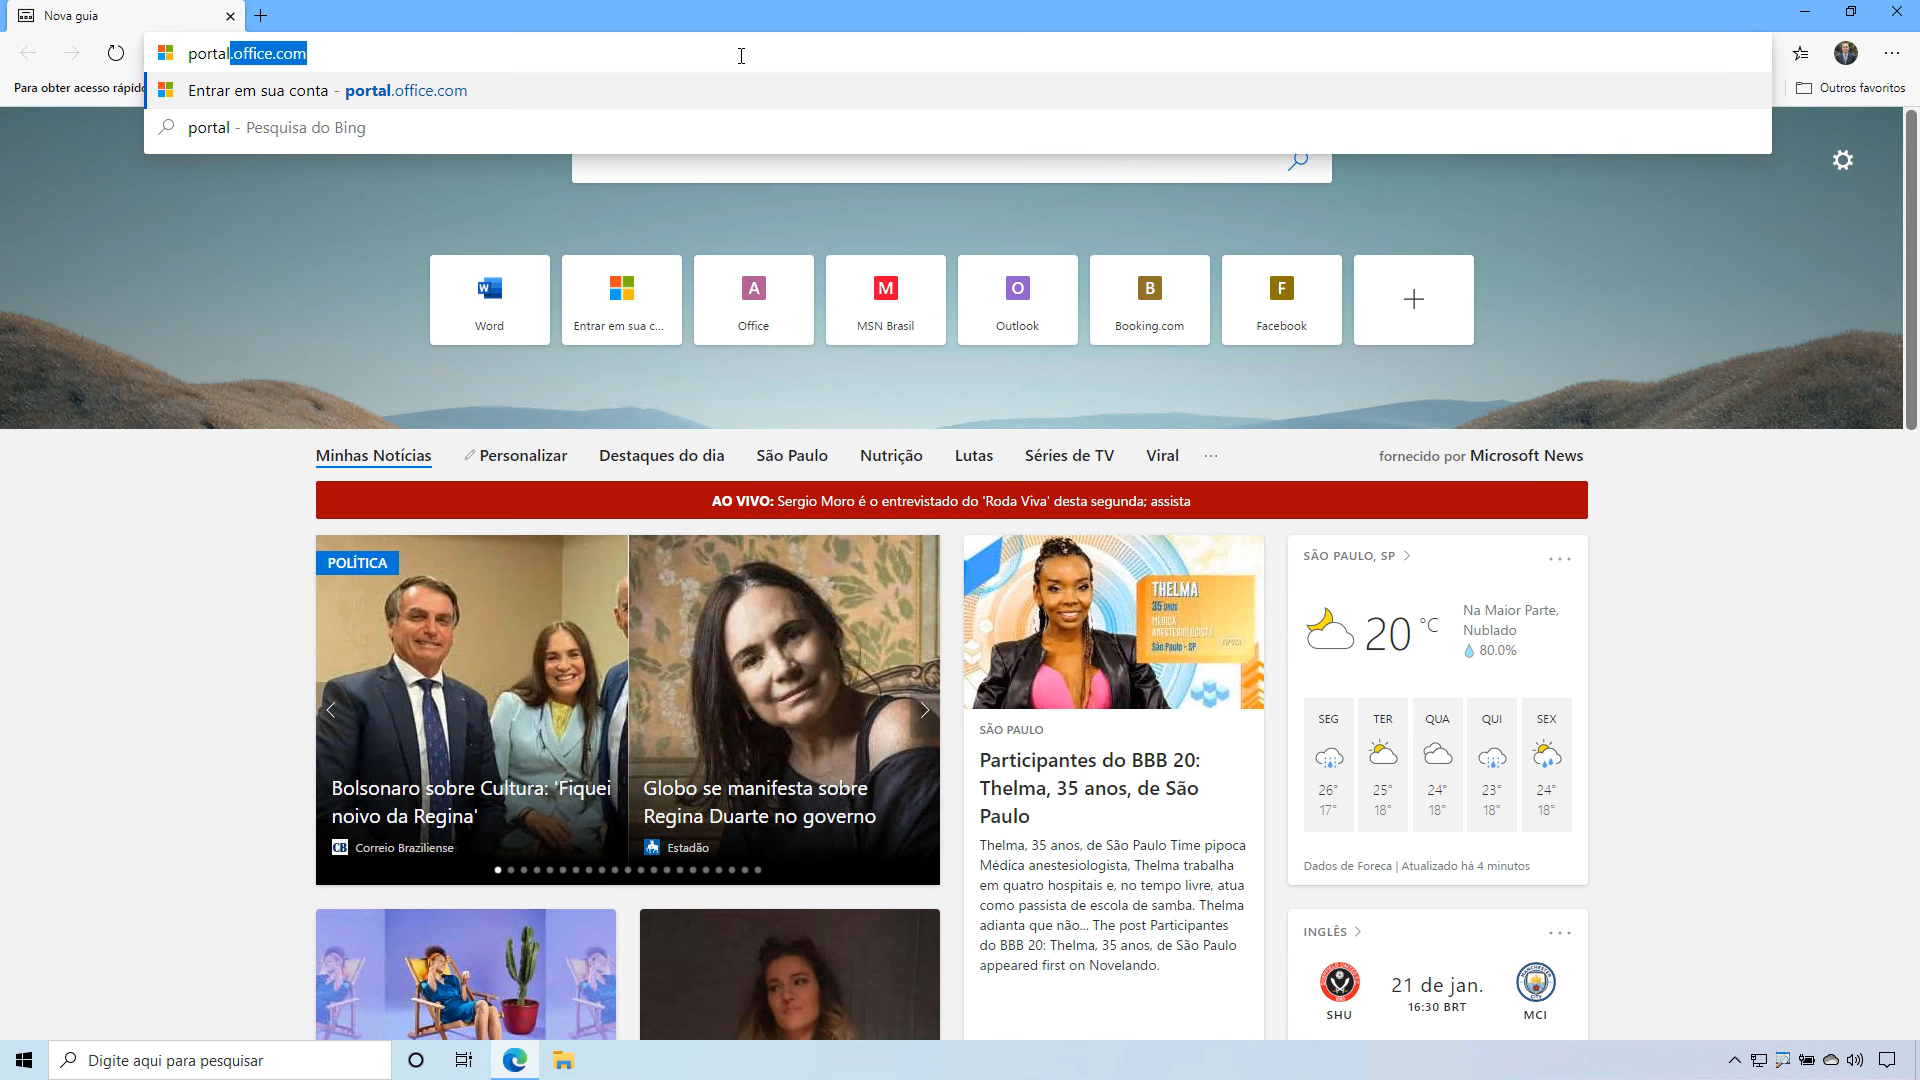 Nova guia
portal.office.com
Para obter acesso rápido
Entrar em sua conta - portal.office.com
Outros favoritos
portal - Pesquisa do Bing
Word
Entrar em sua c...
A
Office
M
MSN Brasil
O
Outlook
B
Booking.com
F
Facebook
Minhas Notícias
Personalizar
Destaques do dia
São Paulo
Nutrição
Lutas
Séries de TV
Viral
...
fornecido por Microsoft News
AO VIVO: Sergio Moro é o entrevistado do 'Roda Viva' desta segunda; assista
POLÍTICA
Bolsonaro sobre Cultura: 'Fiquei
noivo da Regina'
CB Correio Braziliense
Globo se manifesta sobre
Regina Duarte no governo
Estadão
THELMA
35 anos
MÉDICA
ANESTESIOLOGISTA
São Paulo - SP
PIPOCA
SÃO PAULO
Participantes do BBB 20:
Thelma, 35 anos, de São
Paulo
Thelma, 35 anos, de São Paulo Time pipoca
Médica anestesiologista, Thelma trabalha
em quatro hospitais e, no tempo livre, atua
como passista de escola de samba. Thelma
adianta que não... The post Participantes
do BBB 20: Thelma, 35 anos, de São Paulo
appeared first on Novelando.
SÃO PAULO, SP
20 °C
Na Maior Parte,
Nublado
80.0%
SEG TER QUA QUI SEX
26° 25° 24° 23° 24°
17° 18° 18° 18° 18°
Dados de Foreca | Atualizado há 4 minutos
INGLÊS
21 de jan.
16:30 BRT
SHU
MCI
Digite aqui para pesquisar